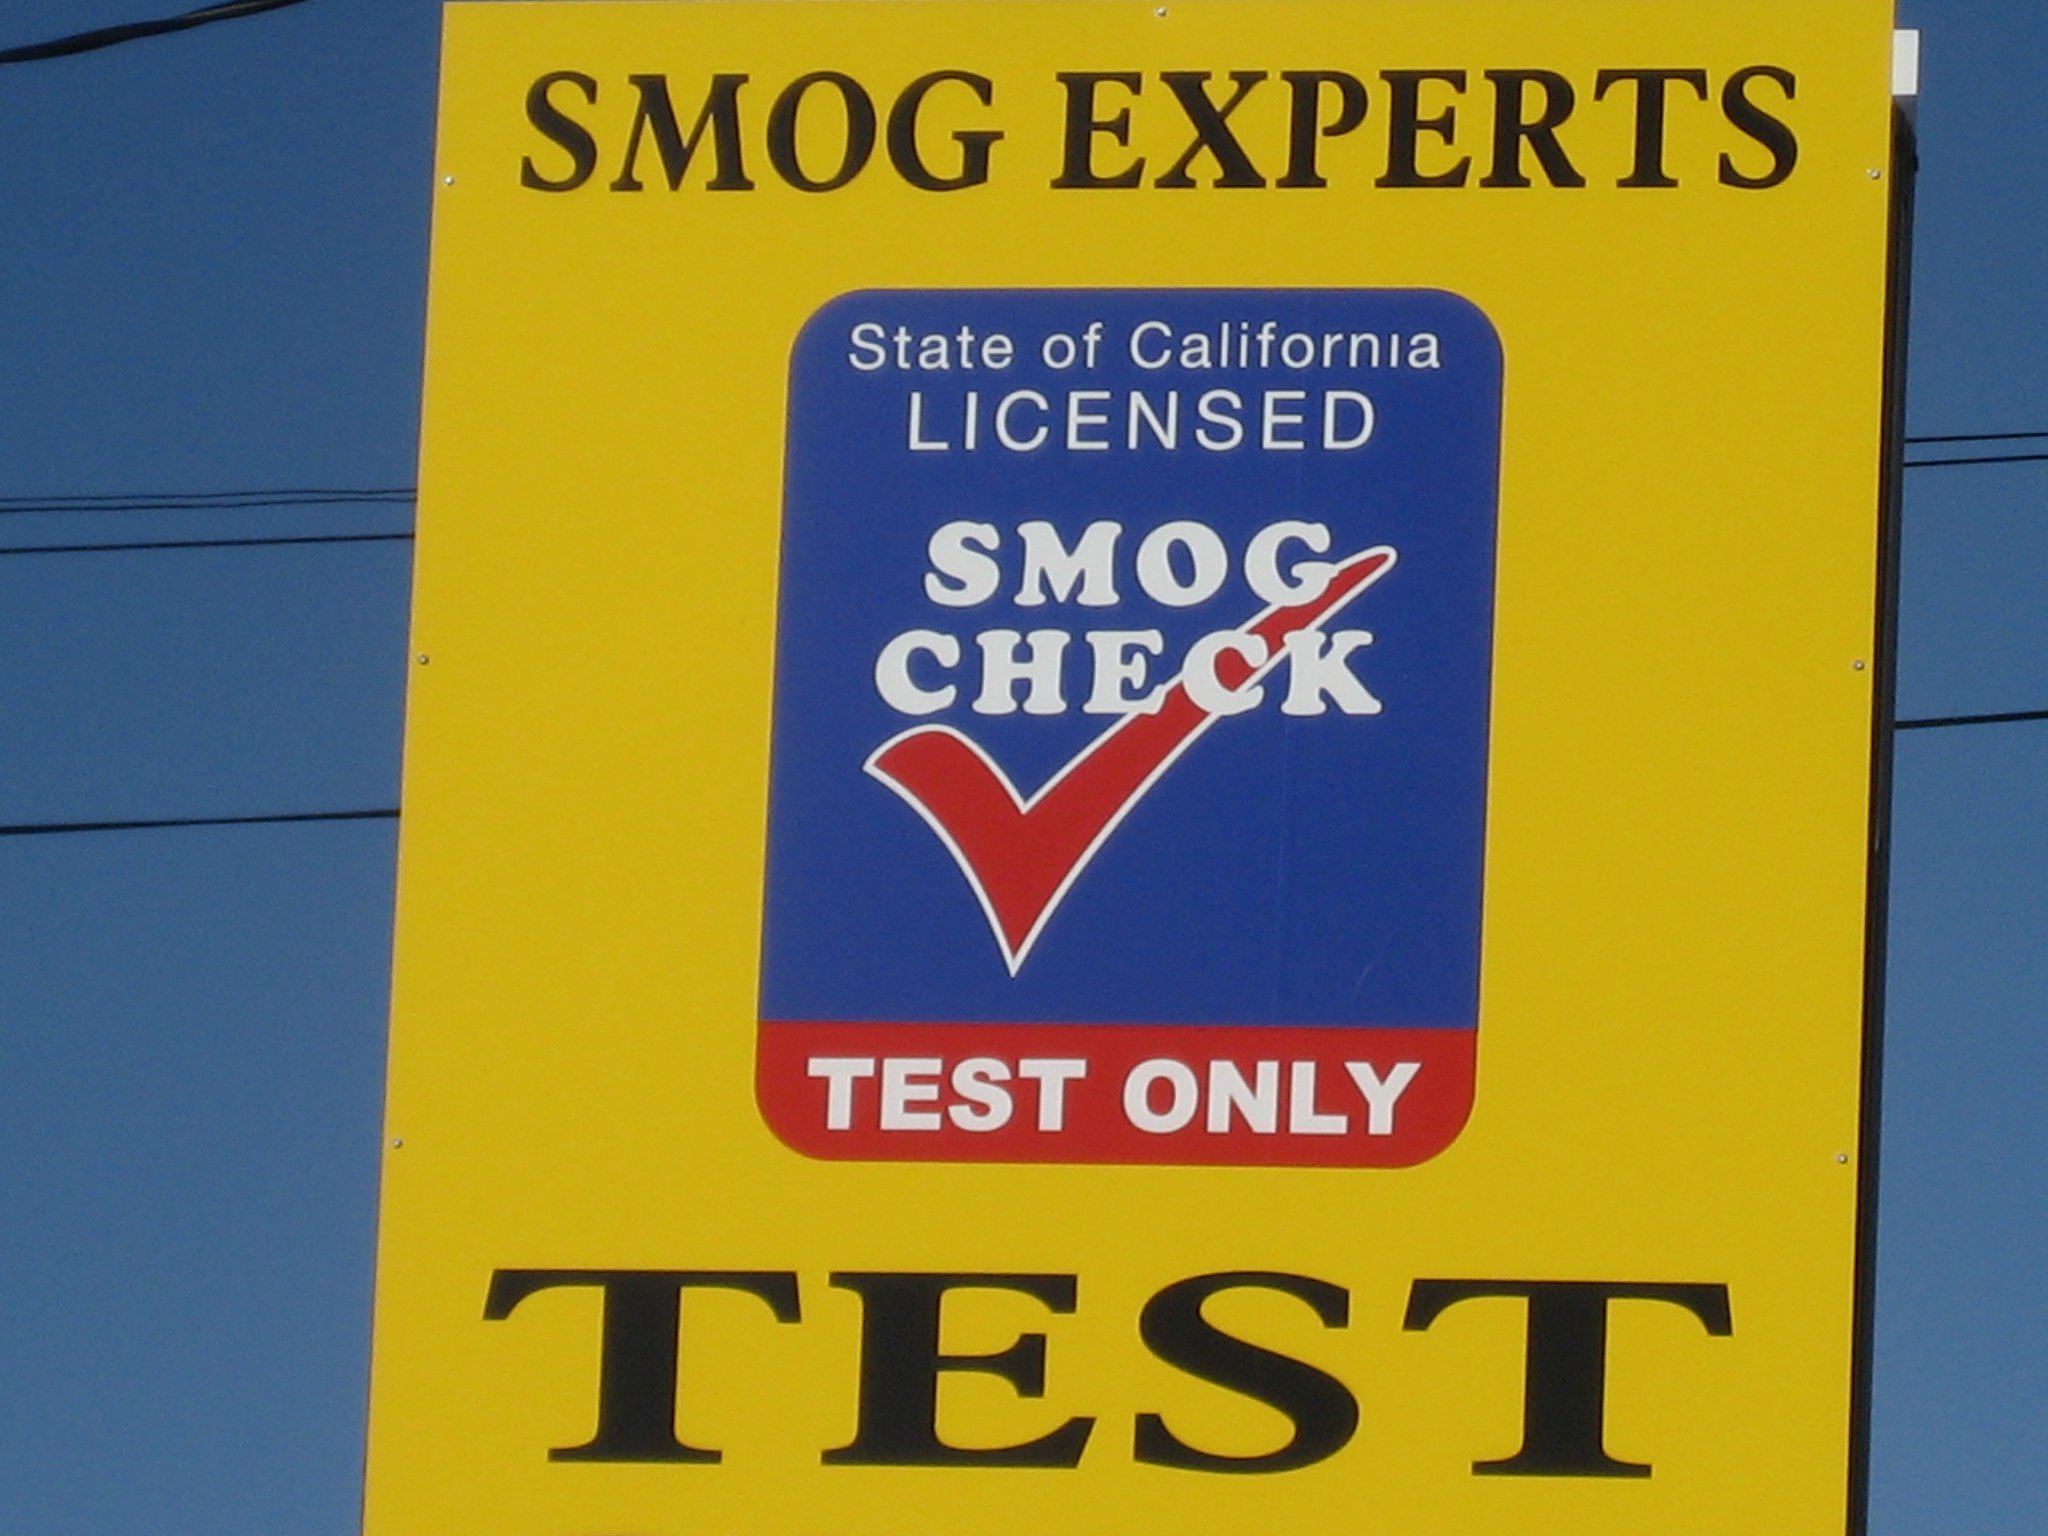 SMOG EXPERTS
State of California
LICENSED
SMOG
CHECK
TEST ONLY
TEST